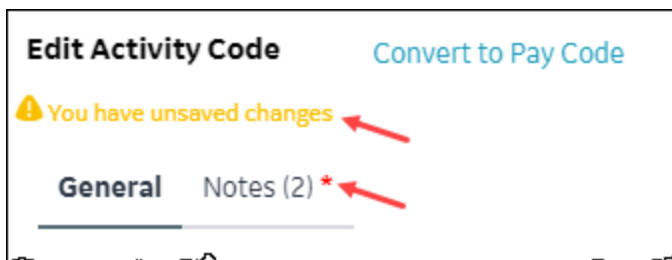 Edit Activity Code Convert to Pay Code
You have unsaved changes
General Notes (2) *